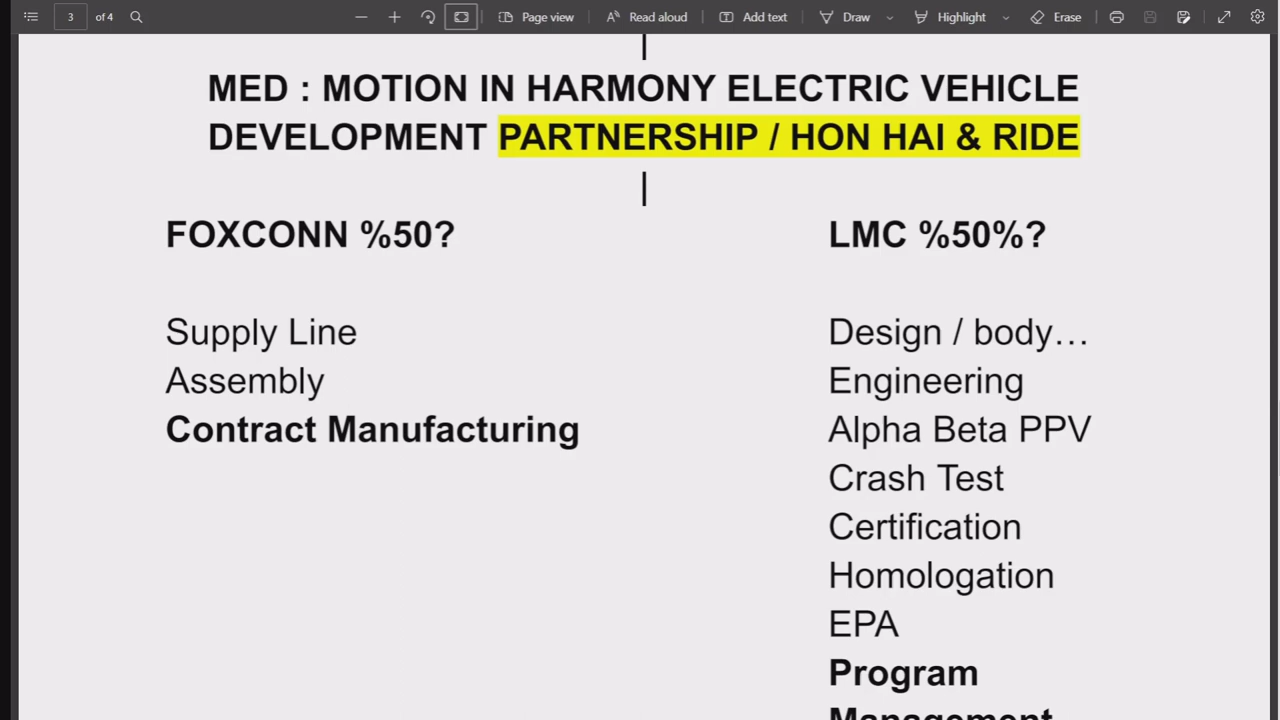 3 of 4 Page view Read aloud Add text Draw Highlight Erase
MED : MOTION IN HARMONY ELECTRIC VEHICLE
DEVELOPMENT PARTNERSHIP / HON HAI & RIDE
FOXCONN %50?
LMC %50%?
Supply Line
Design / body…
Assembly
Engineering
Contract Manufacturing
Alpha Beta PPV
Crash Test
Certification
Homologation
EPA
Program
Management